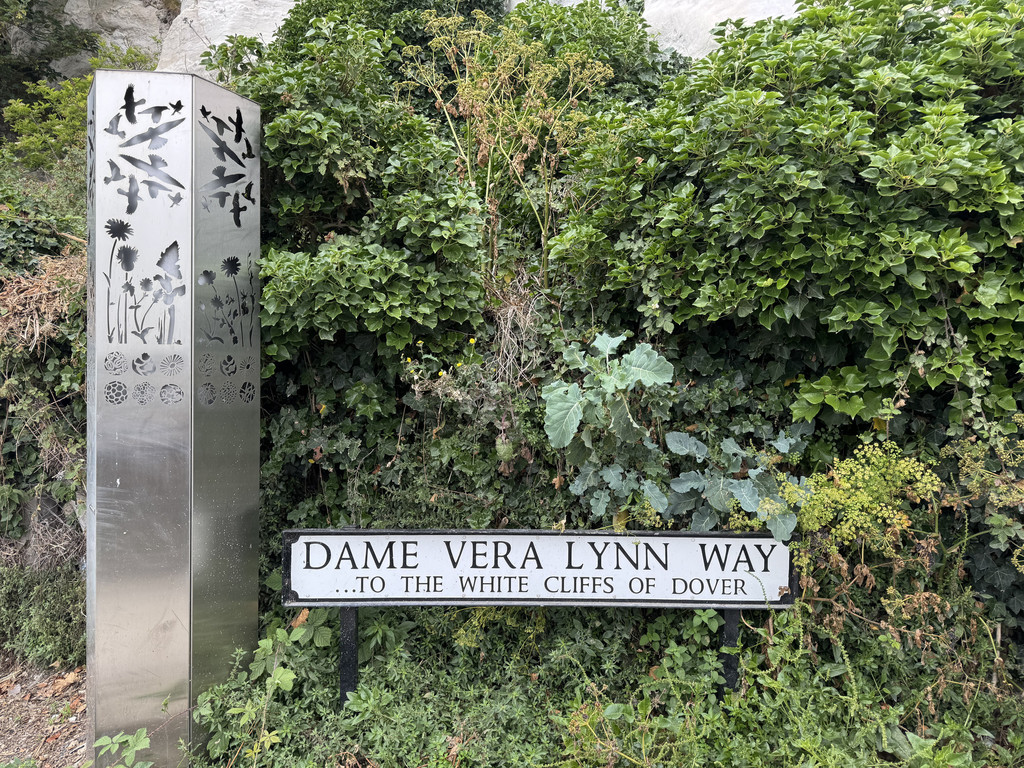 DAME VERA LYNN WAY
...TO THE WHITE CLIFFS OF DOVER